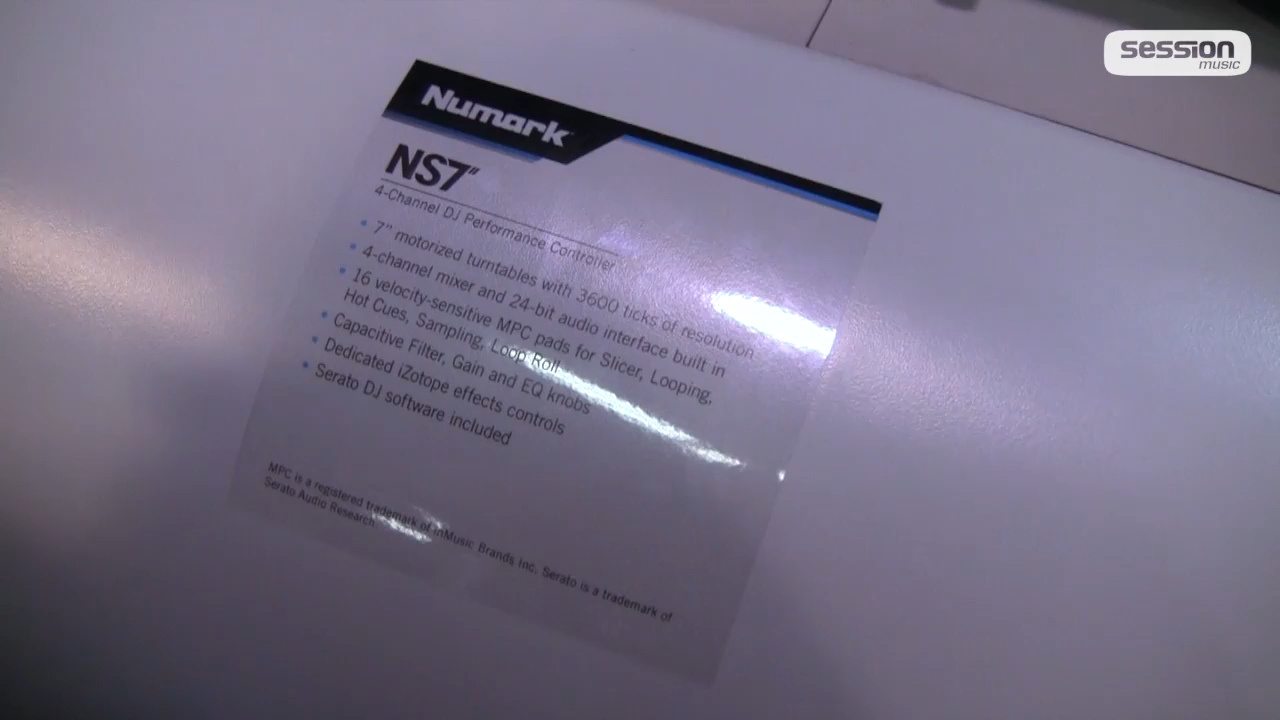 session
music
Numark
NS7"
4-Channel DJ Performance Controller
• 7" motorized turntables with 3600 ticks of resolution
• 4-channel mixer and 24-bit audio interface built in
• 16 velocity-sensitive MPC pads for Slicer, Looping,
Hot Cues, Sampling, Loop Roll
• Capacitive Filter, Gain and EQ knobs
• Dedicated iZotope effects controls
• Serato DJ software included
MPC is a registered trademark of inMusic Brands Inc. Serato is a trademark of
Serato Audio Research.